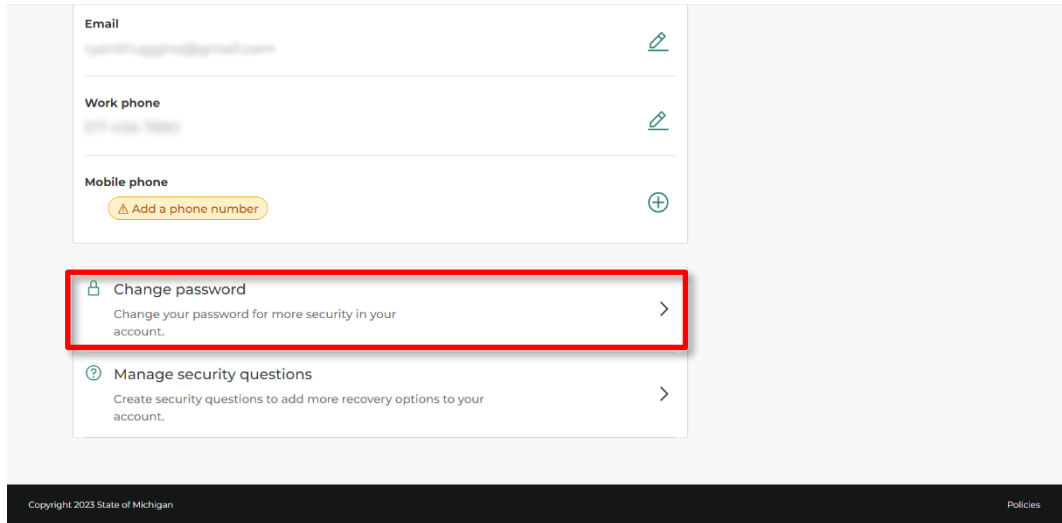 Email
Work phone
Mobile phone
Add a phone number
Change password
Change your password for more security in your
account.
Manage security questions
Create security questions to add more recovery options to your
account.
Copyright 2023 State of Michigan
Policies